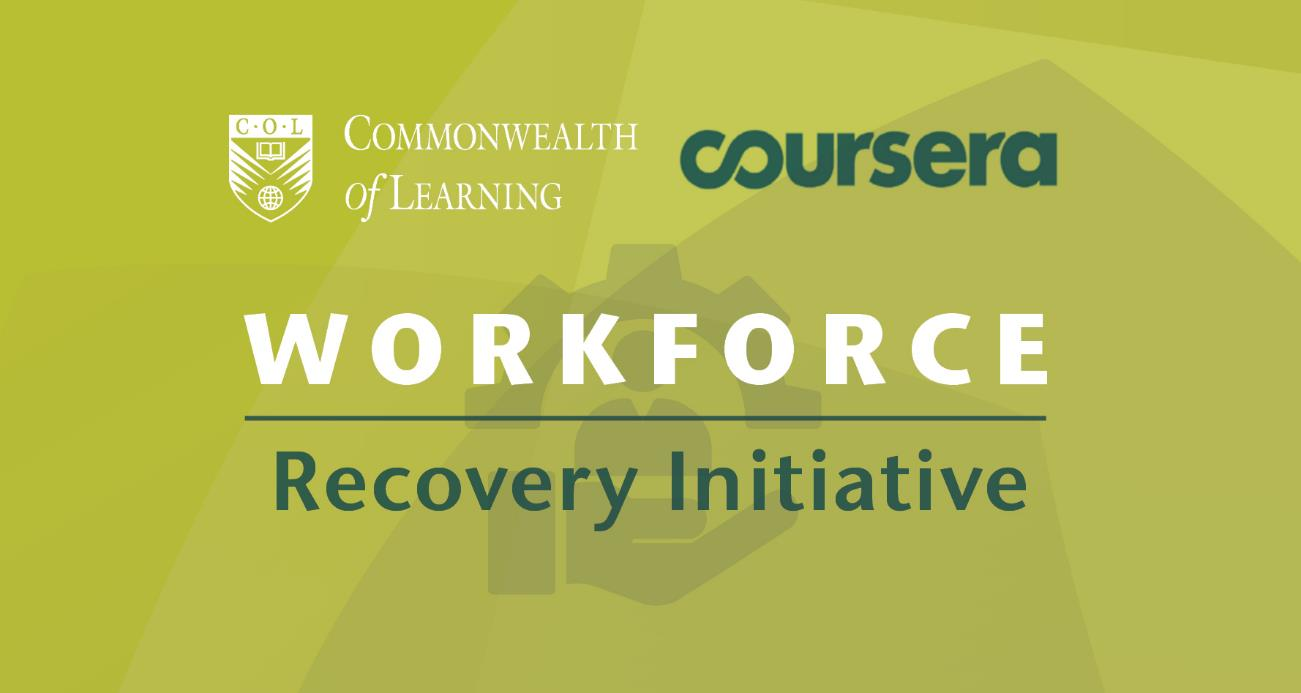 C·O·L
COMMONWEALTH
of LEARNING
coursera
WORKFORCE
Recovery Initiative